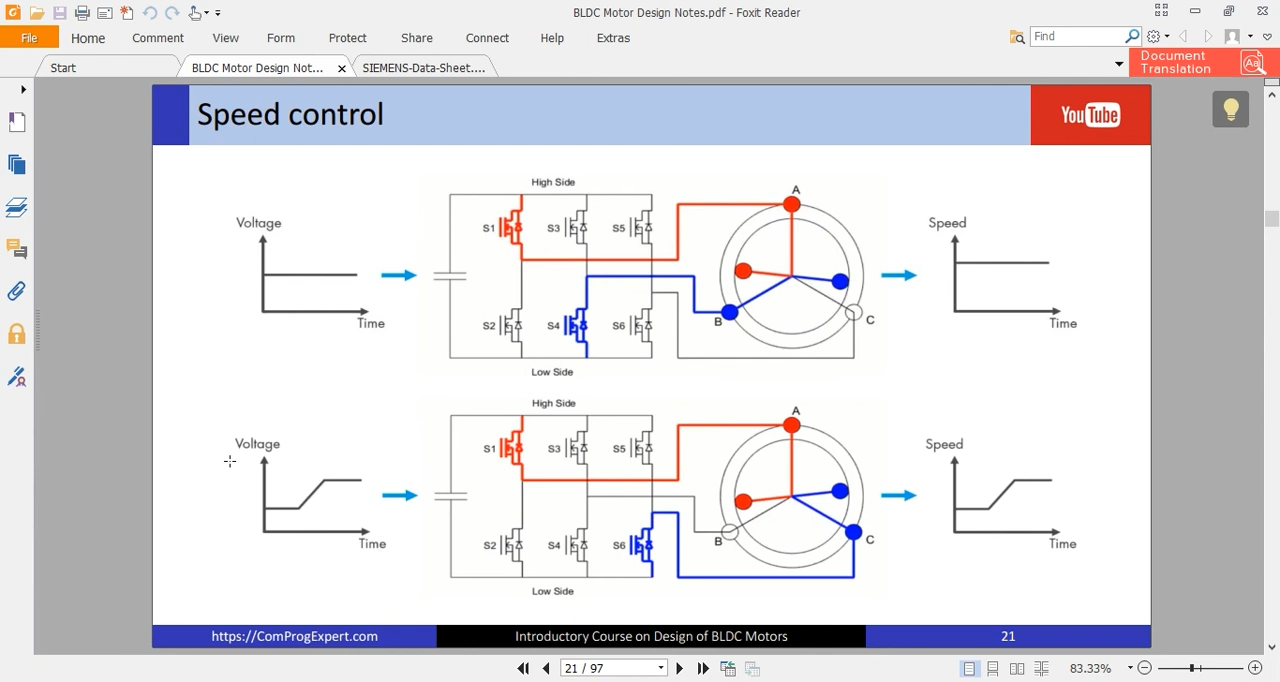 BLDC Motor Design Notes.pdf - Foxit Reader
File Home Comment View Form Protect Share Connect Help Extras Find
Start BLDC Motor Design Not... SIEMENS-Data-Sheet....
Document
Translation
Speed control
YouTube
High Side
A
Voltage
Speed
S1 S3 S5
S2 S4 S6
B C
Time
Time
Low Side
High Side
A
Voltage
Speed
S1 S3 S5
S2 S4 S6
B C
Time
Time
Low Side
https://ComProgExpert.com Introductory Course on Design of BLDC Motors 21
21 / 97 83.33%